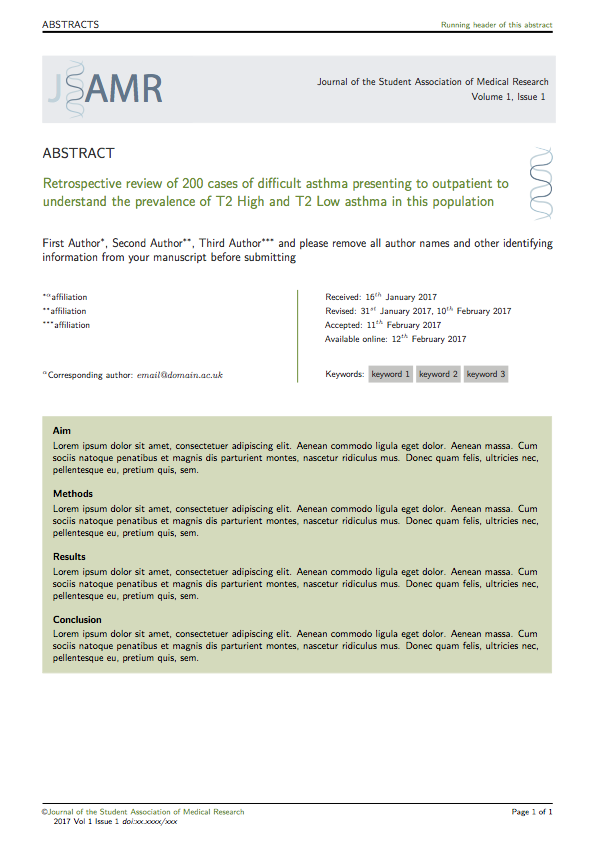 ABSTRACTS
Running header of this abstract
JSAMR
Journal of the Student Association of Medical Research
Volume 1, Issue 1
ABSTRACT
Retrospective review of 200 cases of difficult asthma presenting to outpatient to
understand the prevalence of T2 High and T2 Low asthma in this population
First Author*, Second Author**, Third Author*** and please remove all author names and other identifying
information from your manuscript before submitting
*αaffiliation
**affiliation
***affiliation
αCorresponding author: email@domain.ac.uk
Received: 16th January 2017
Revised: 31st January 2017, 10th February 2017
Accepted: 11th February 2017
Available online: 12th February 2017
Keywords: keyword 1 keyword 2 keyword 3
Aim
Lorem ipsum dolor sit amet, consectetuer adipiscing elit. Aenean commodo ligula eget dolor. Aenean massa. Cum
sociis natoque penatibus et magnis dis parturient montes, nascetur ridiculus mus. Donec quam felis, ultricies nec,
pellentesque eu, pretium quis, sem.
Methods
Lorem ipsum dolor sit amet, consectetuer adipiscing elit. Aenean commodo ligula eget dolor. Aenean massa. Cum
sociis natoque penatibus et magnis dis parturient montes, nascetur ridiculus mus. Donec quam felis, ultricies nec,
pellentesque eu, pretium quis, sem.
Results
Lorem ipsum dolor sit amet, consectetuer adipiscing elit. Aenean commodo ligula eget dolor. Aenean massa. Cum
sociis natoque penatibus et magnis dis parturient montes, nascetur ridiculus mus. Donec quam felis, ultricies nec,
pellentesque eu, pretium quis, sem.
Conclusion
Lorem ipsum dolor sit amet, consectetuer adipiscing elit. Aenean commodo ligula eget dolor. Aenean massa. Cum
sociis natoque penatibus et magnis dis parturient montes, nascetur ridiculus mus. Donec quam felis, ultricies nec,
pellentesque eu, pretium quis, sem.
©Journal of the Student Association of Medical Research
2017 Vol 1 Issue 1 doi:xx.xxxx/xxx
Page 1 of 1